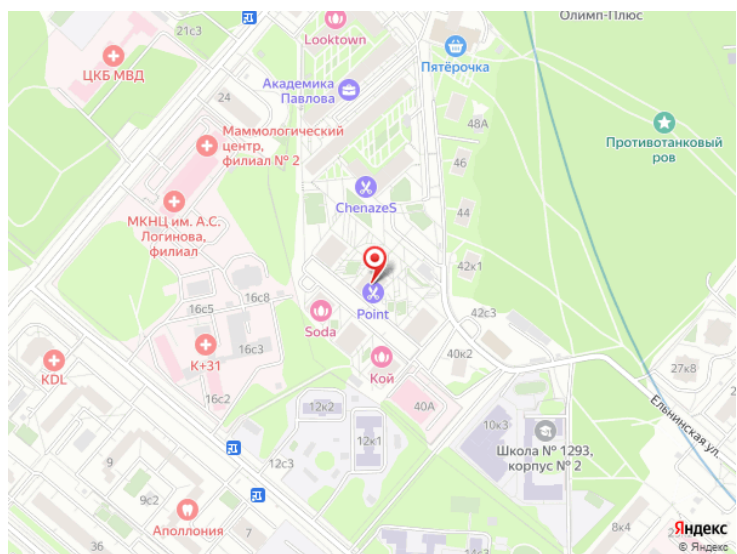 Олимп-Плюс
21с3
Looktown
ЦКБ МВД
Пятёрочка
Академика
Павлова
24
48А
Маммологический
центр,
филиал № 2
Противотанковый
ров
46
ChenazeS
44
МКНЦ им. А.С.
Логинова,
филиал
42к1
16с8
16с5
Point
42с3
Soda
К+31
16с3
40к2
KDL
Кой
27к8
16с2
12к2
40А
Ельнинская ул.
10к3
12к1
Школа № 1293,
корпус № 2
9
12с3
9с2
Аполлония
7
8к4
Яндекс
36
© Яндекс